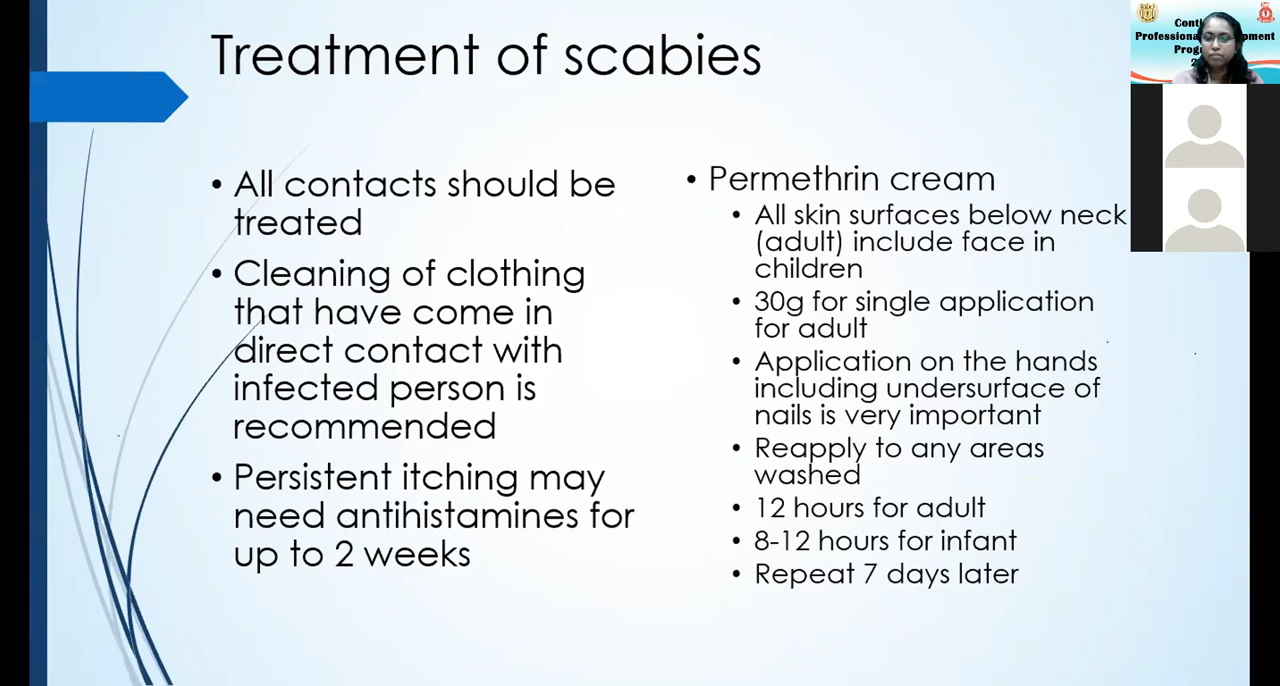 Treatment of scabies
• All contacts should be
treated
• Cleaning of clothing
that have come in
direct contact with
infected person is
recommended
• Persistent itching may
need antihistamines for
up to 2 weeks
• Permethrin cream
• All skin surfaces below neck
(adult) include face in
children
• 30g for single application
for adult
• Application on the hands
including undersurface of
nails is very important
• Reapply to any areas
washed
• 12 hours for adult
• 8-12 hours for infant
• Repeat 7 days later
Professional